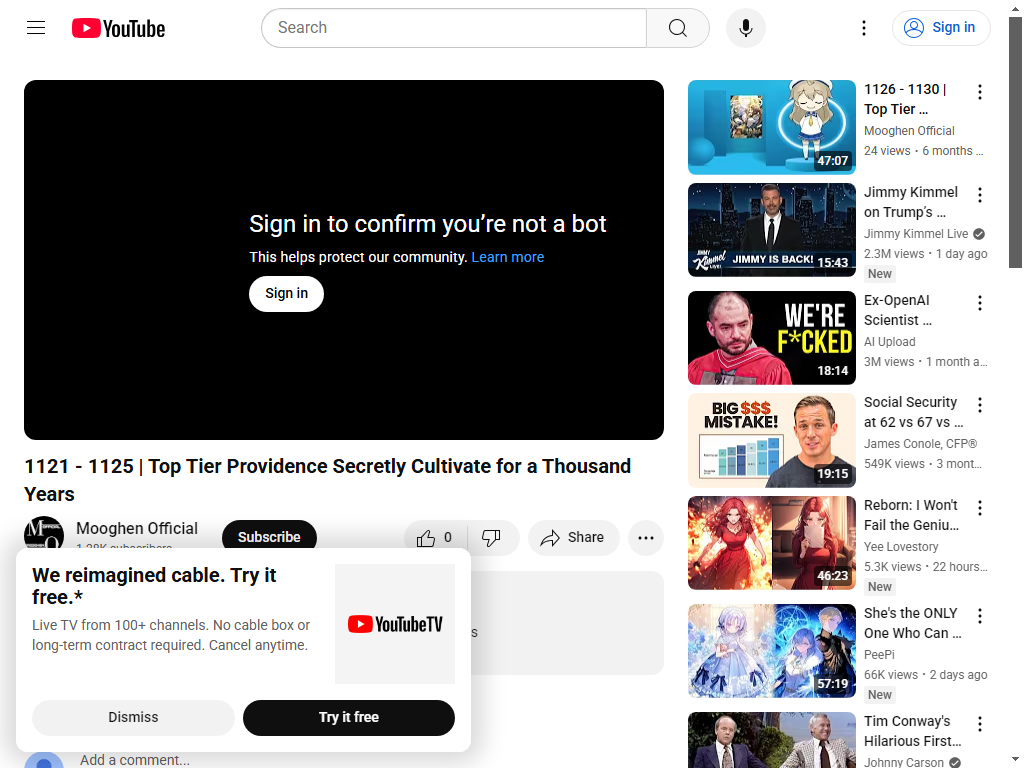 YouTube
Search
Sign in
Sign in to confirm you’re not a bot
This helps protect our community. Learn more
Sign in
1121 - 1125 | Top Tier Providence Secretly Cultivate for a Thousand
Years
Mooghen Official
Subscribe
0
Share
We reimagined cable. Try it
free.*
Live TV from 100+ channels. No cable box or
long-term contract required. Cancel anytime.
YouTubeTV
Dismiss
Try it free
Add a comment...
47:07
1126 - 1130 |
Top Tier ...
Mooghen Official
24 views • 6 months ...
JIMMY KIMMEL LIVE!
JIMMY IS BACK!
15:43
Jimmy Kimmel
on Trump’s ...
Jimmy Kimmel Live
2.3M views • 1 day ago
New
WE'RE
F*CKED
18:14
Ex-OpenAI
Scientist ...
AI Upload
3M views • 1 month a...
BIG $$$
MISTAKE!
19:15
Social Security
at 62 vs 67 vs ...
James Conole, CFP®
549K views • 3 mont...
46:23
Reborn: I Won't
Fail the Geniu...
Yee Lovestory
5.3K views • 22 hours...
New
57:19
She's the ONLY
One Who Can ...
PeePi
66K views • 2 days ago
New
Tim Conway's
Hilarious First...
Johnny Carson